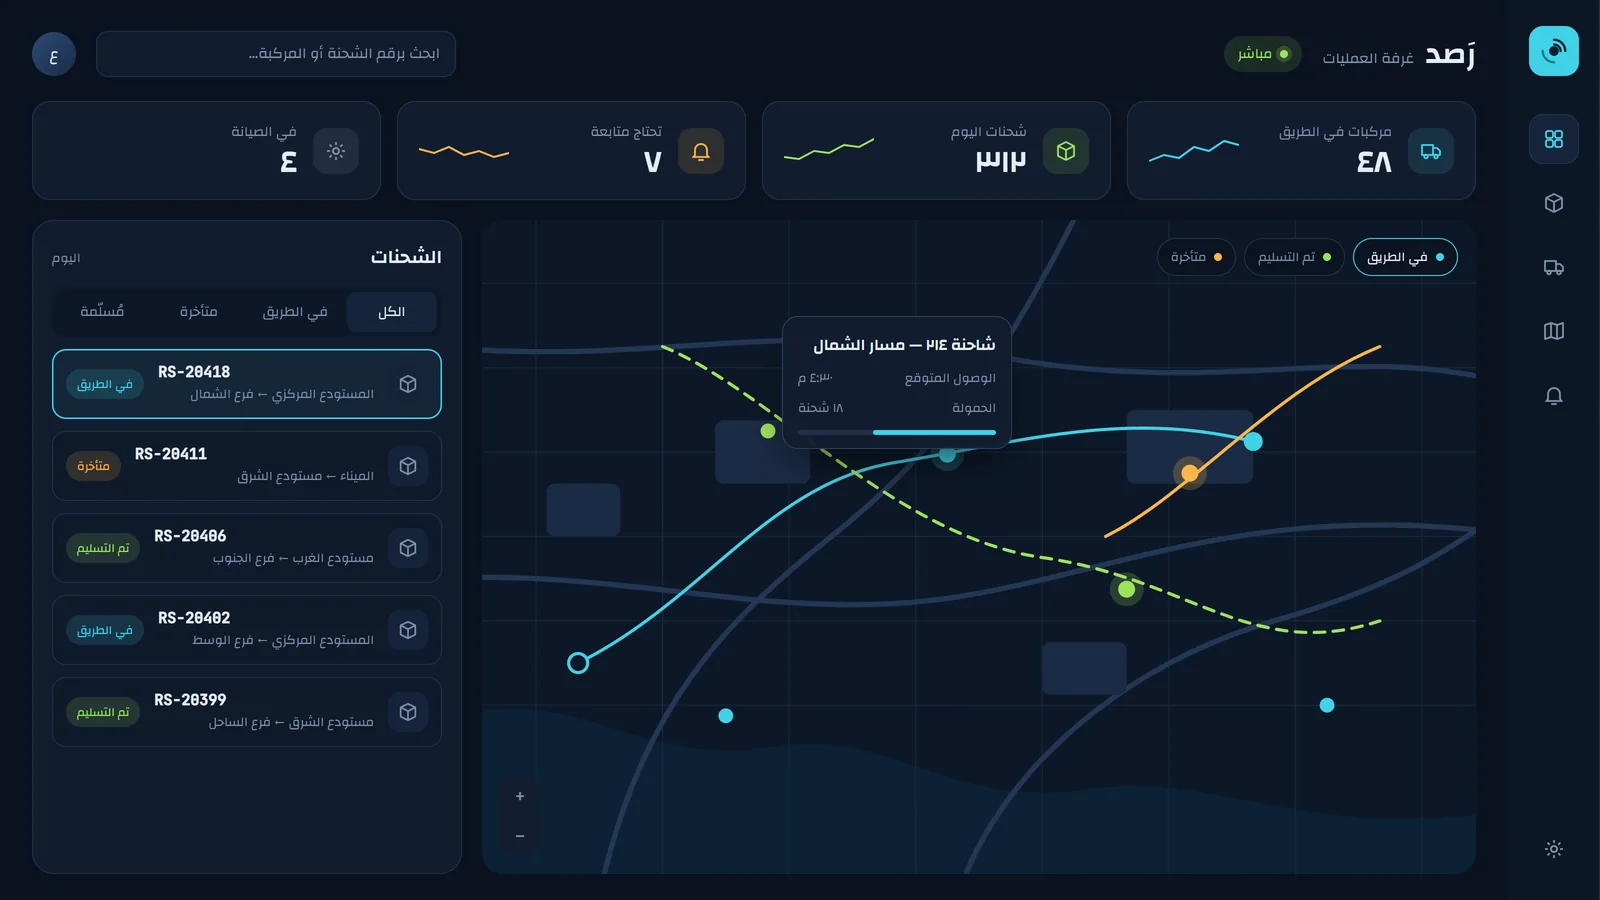 رَصد
غرفة العمليات
مباشر
ابحث برقم الشحنة أو المركبة...
ع
مركبات في الطريق
٤٨
شحنات اليوم
٣١٢
تحتاج متابعة
٧
في الصيانة
٤
في الطريق
تم التسليم
متأخرة
شاحنة ٢١٤ — مسار الشمال
الوصول المتوقع ٤:٣٠ م
الحمولة ١٨ شحنة
+
−
الشحنات
اليوم
الكل
في الطريق
متأخرة
مُسلّمة
RS-20418
المستودع المركزي ← فرع الشمال
في الطريق
RS-20411
الميناء ← مستودع الشرق
متأخرة
RS-20406
مستودع الغرب ← فرع الجنوب
تم التسليم
RS-20402
المستودع المركزي ← فرع الوسط
في الطريق
RS-20399
مستودع الشرق ← فرع الساحل
تم التسليم